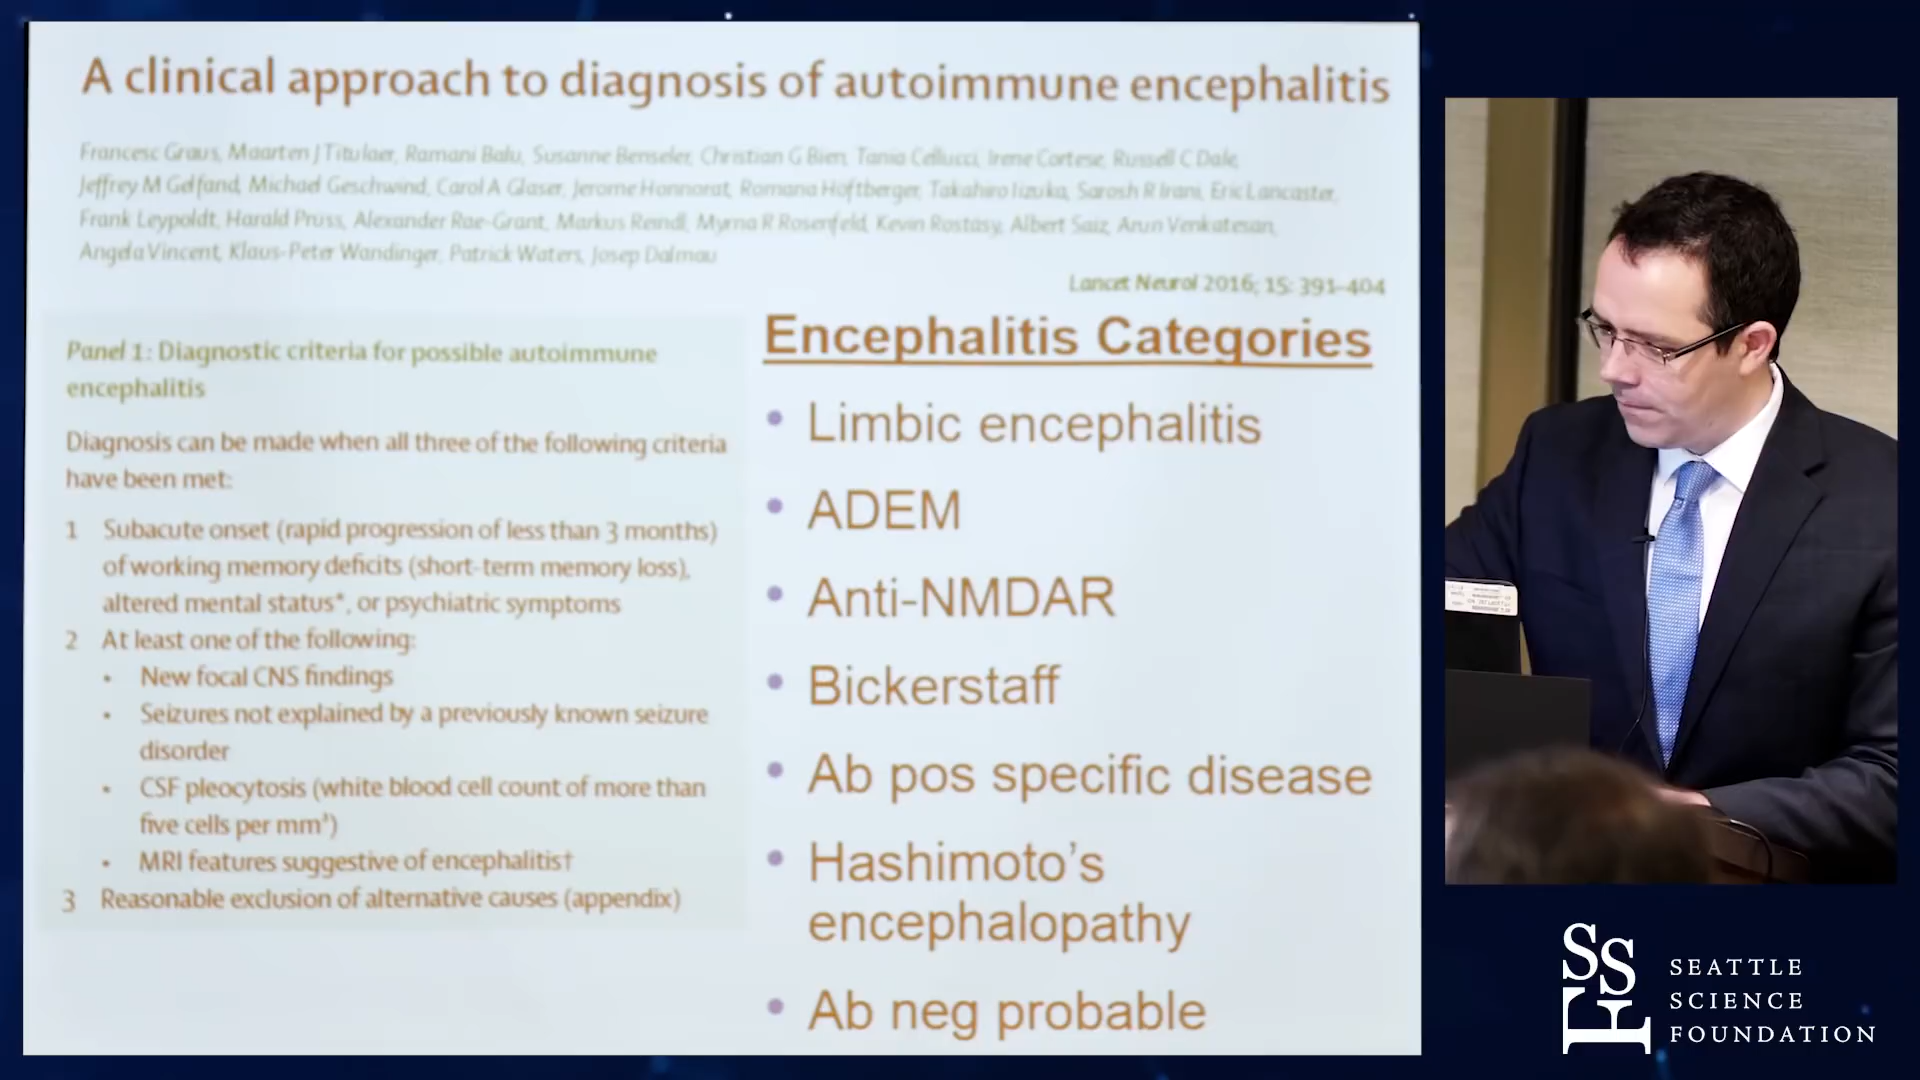 A clinical approach to diagnosis of autoimmune encephalitis
Francesc Graus, Maarten J Titulaer, Ramani Balu, Susanne Benseler, Christian G Bien, Tania Cellucci, Irene Cortese, Russell C Dale,
Jeffrey M Gelfand, Michael Geschwind, Carol A Glaser, Jerome Honnorat, Romana Höftberger, Takahiro Iizuka, Sarosh R Irani, Eric Lancaster,
Frank Leypoldt, Harald Prüss, Alexander Rae-Grant, Markus Reindl, Myrna R Rosenfeld, Kevin Rostásy, Albert Saiz, Arun Venkatesan,
Angela Vincent, Klaus-Peter Wandinger, Patrick Waters, Josep Dalmau
Lancet Neurol 2016; 15: 391–404
Panel 1: Diagnostic criteria for possible autoimmune
encephalitis
Diagnosis can be made when all three of the following criteria
have been met:
1 Subacute onset (rapid progression of less than 3 months)
of working memory deficits (short-term memory loss),
altered mental status*, or psychiatric symptoms
2 At least one of the following:
• New focal CNS findings
• Seizures not explained by a previously known seizure
disorder
• CSF pleocytosis (white blood cell count of more than
five cells per mm³)
• MRI features suggestive of encephalitis†
3 Reasonable exclusion of alternative causes (appendix)
Encephalitis Categories
• Limbic encephalitis
• ADEM
• Anti-NMDAR
• Bickerstaff
• Ab pos specific disease
• Hashimoto's
encephalopathy
• Ab neg probable
SSF
SEATTLE
SCIENCE
FOUNDATION